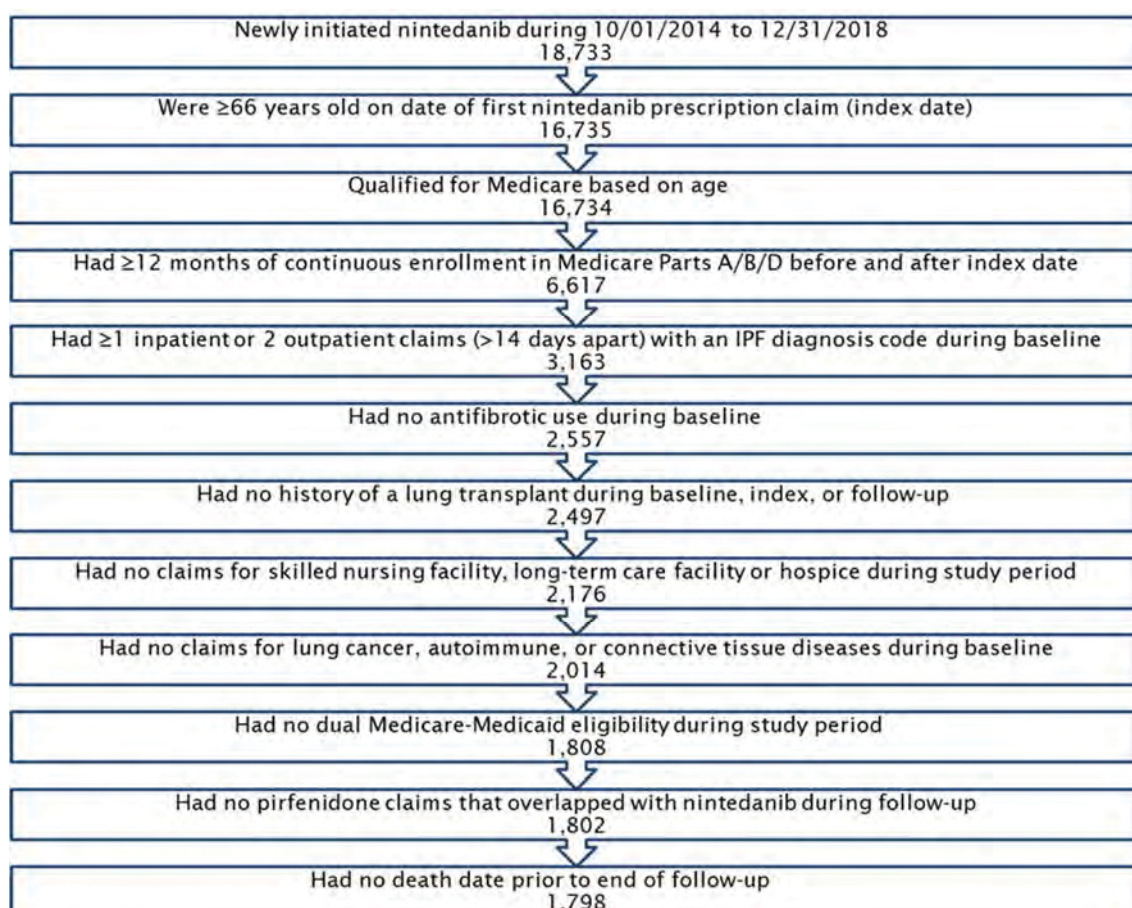 Newly initiated nintedanib during 10/01/2014 to 12/31/2018
18,733
Were ≥66 years old on date of first nintedanib prescription claim (index date)
16,735
Qualified for Medicare based on age
16,734
Had ≥12 months of continuous enrollment in Medicare Parts A/B/D before and after index date
6,617
Had ≥1 inpatient or 2 outpatient claims (>14 days apart) with an IPF diagnosis code during baseline
3,163
Had no antifibrotic use during baseline
2,557
Had no history of a lung transplant during baseline, index, or follow-up
2,497
Had no claims for skilled nursing facility, long-term care facility or hospice during study period
2,176
Had no claims for lung cancer, autoimmune, or connective tissue diseases during baseline
2,014
Had no dual Medicare-Medicaid eligibility during study period
1,808
Had no pirfenidone claims that overlapped with nintedanib during follow-up
1,802
Had no death date prior to end of follow-up
1,798